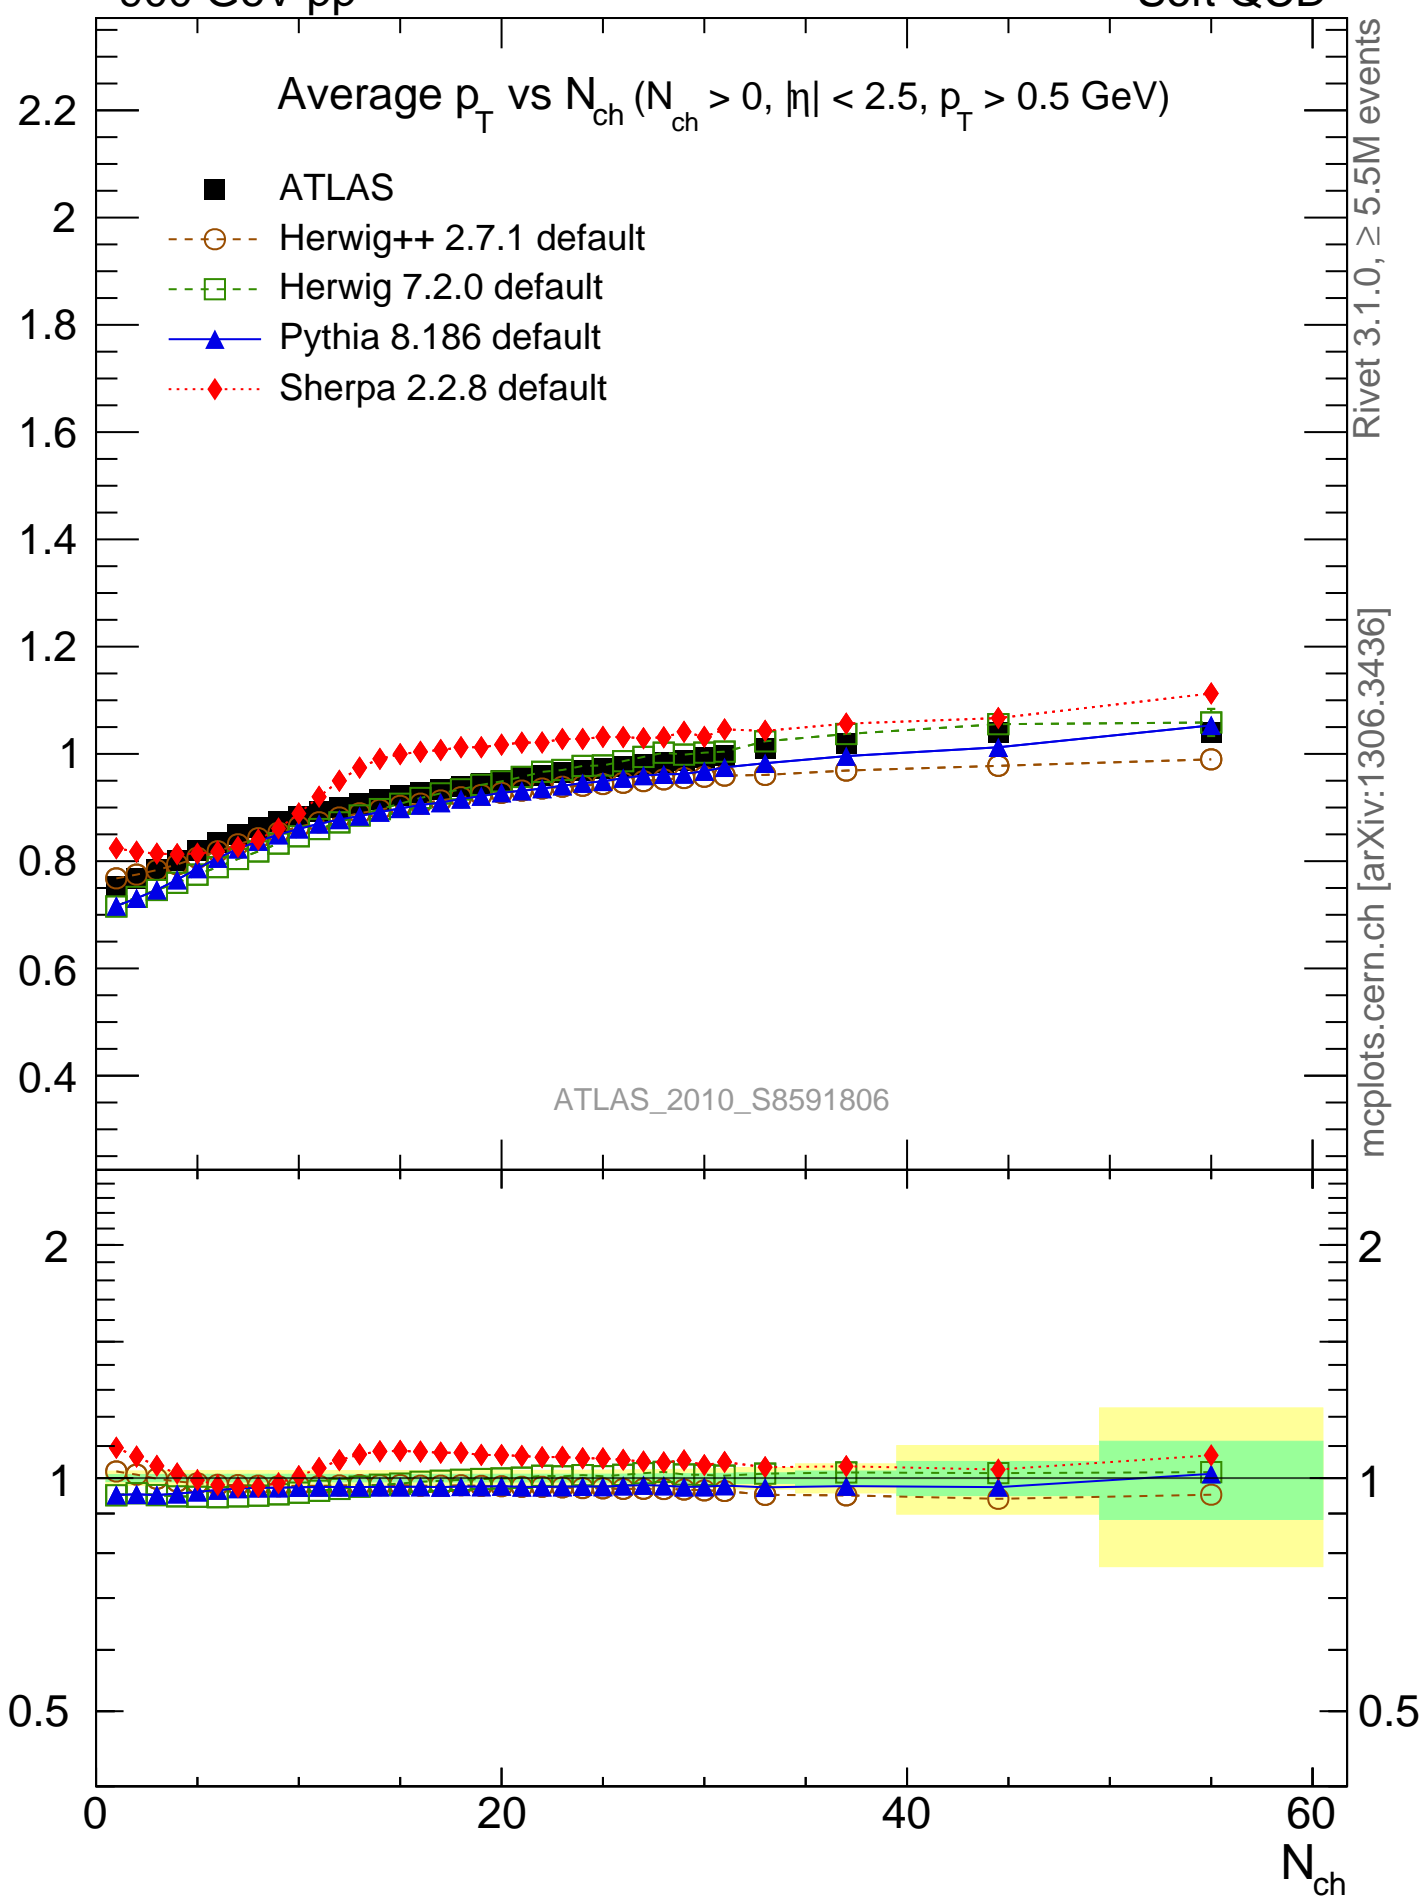 Average p_T vs N_ch (N_ch > 0, |η| < 2.5, p_T > 0.5 GeV)
ATLAS
Herwig++ 2.7.1 default
Herwig 7.2.0 default
Pythia 8.186 default
Sherpa 2.2.8 default
2.2
2
1.8
1.6
1.4
1.2
1
0.8
0.6
0.4
ATLAS_2010_S8591806
Rivet 3.1.0, ≥ 5.5M events
mcplots.cern.ch [arXiv:1306.3436]
2
1
0.5
2
1
0.5
0 20 40 60
N_ch